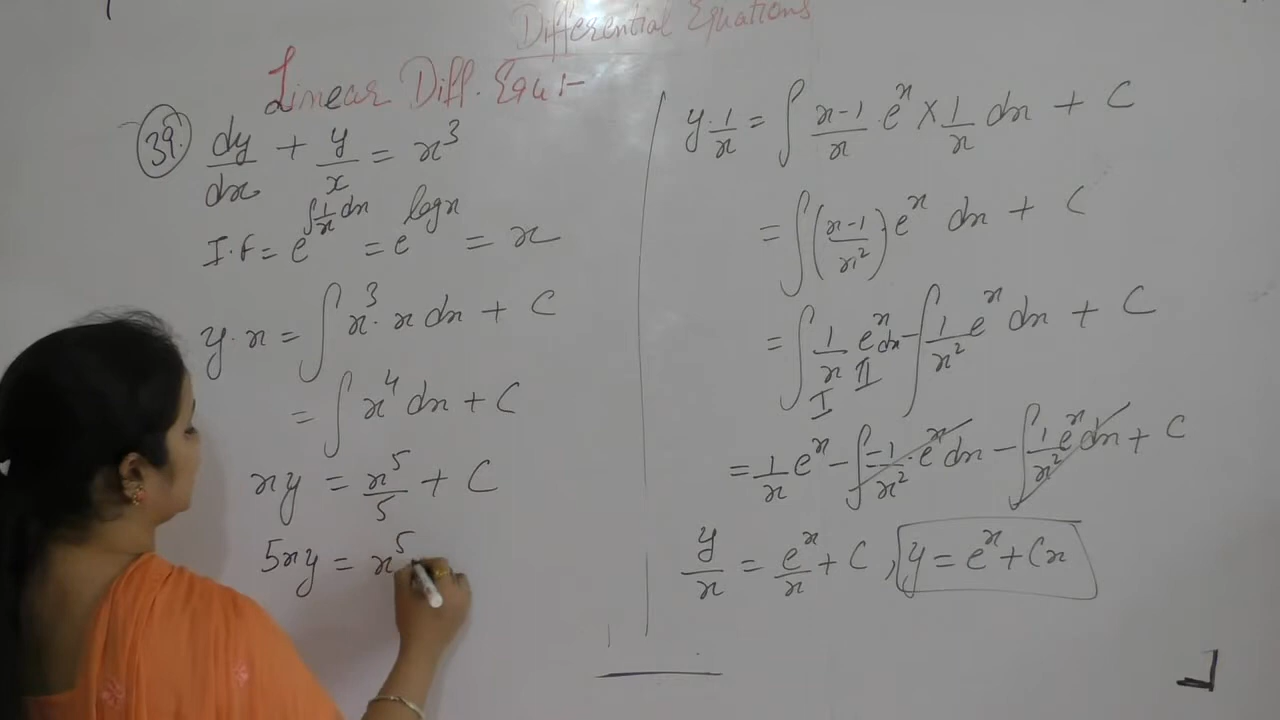 Differential Equations
Linear Diff. Equ :-
39. dy/dx + y/x = x^3
I.F = e^{∫1/x dx} = e^{log x} = x
y·x = ∫x^3·x dx + C
= ∫x^4 dx + C
xy = x^5/5 + C
5xy = x^5
y·1/x = ∫ (x-1)/x · e^x × 1/x dx + C
= ∫ ((x-1)/x^2) e^x dx + C
= ∫ 1/x e^x dx - ∫ 1/x^2 e^x dx + C
I II
= 1/x e^x - ∫ -1/x^2 · e^x dx - ∫ 1/x^2 e^x dx + C
y/x = e^x/x + C , y = e^x + Cx